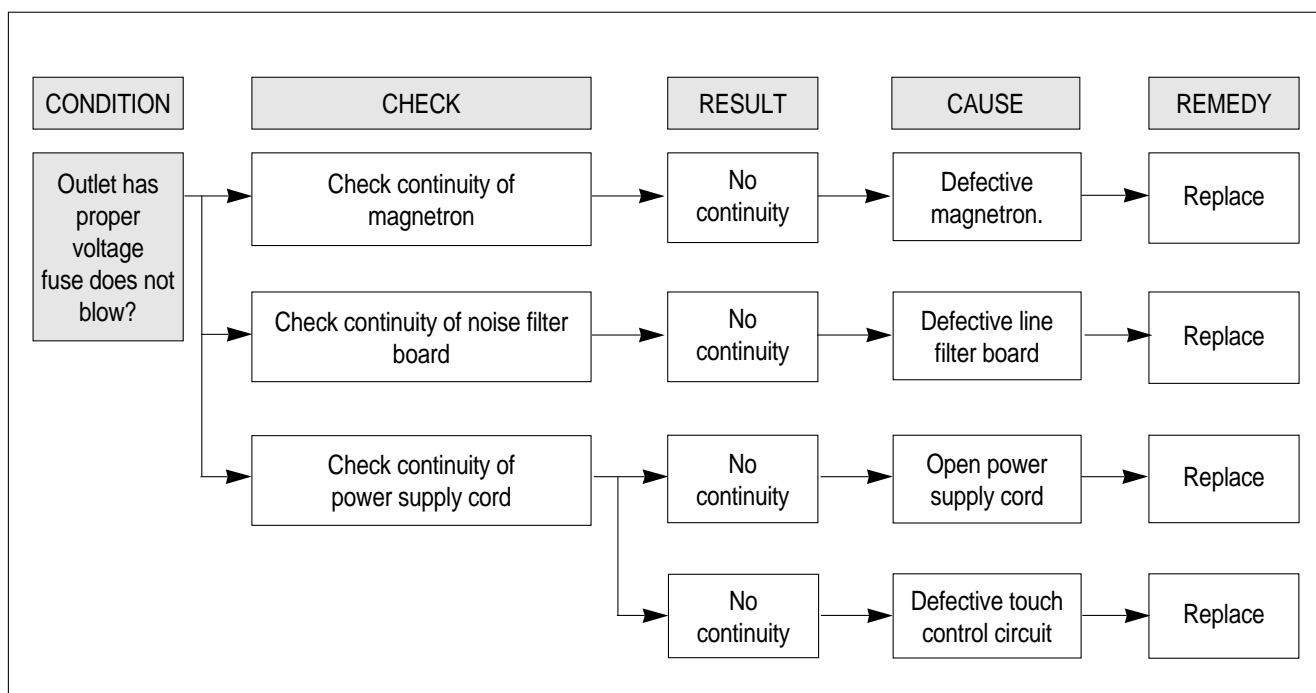 CONDITION
CHECK
RESULT
CAUSE
REMEDY
Outlet has
proper
voltage
fuse does not
blow?
Check continuity of
magnetron
No
continuity
Defective
magnetron.
Replace
Check continuity of noise filter
board
No
continuity
Defective line
filter board
Replace
Check continuity of
power supply cord
No
continuity
Open power
supply cord
Replace
No
continuity
Defective touch
control circuit
Replace